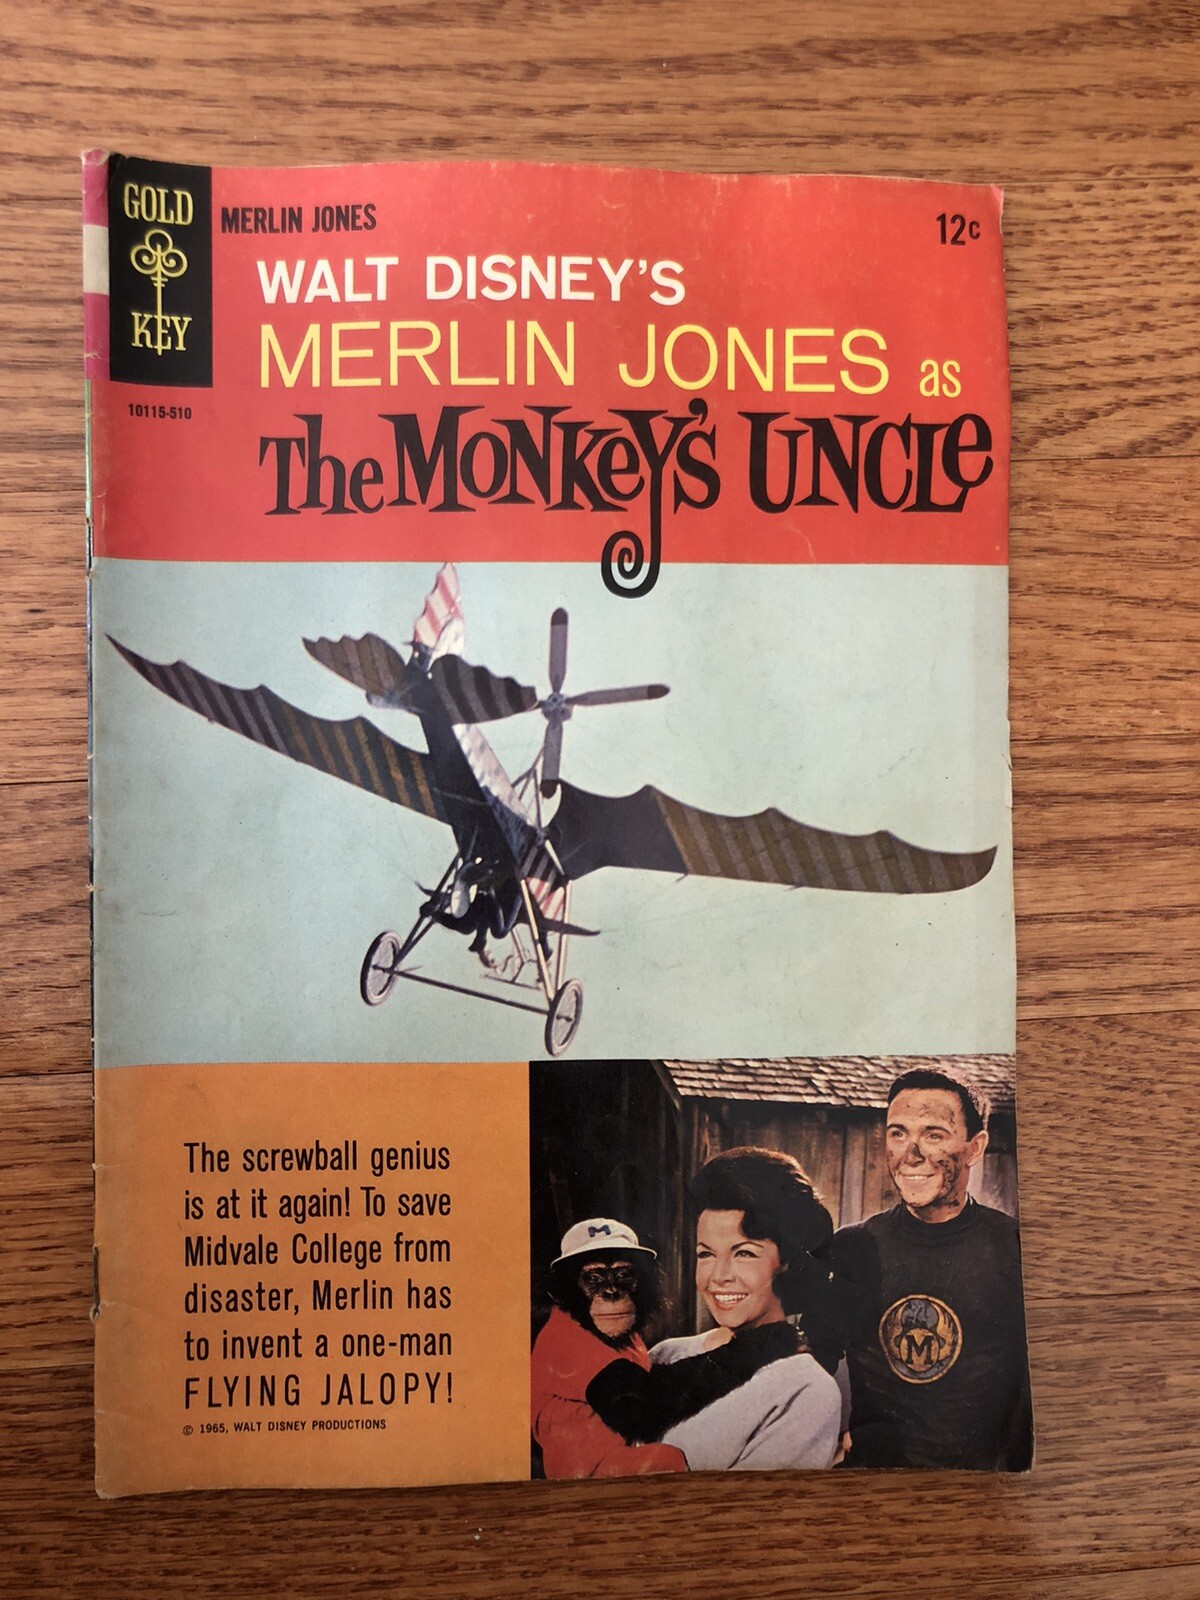 GOLD
KEY
MERLIN JONES
12c
WALT DISNEY'S
MERLIN JONES as
The MONKEY'S UNCLE
10115-510
The screwball genius
is at it again! To save
Midvale College from
disaster, Merlin has
to invent a one-man
FLYING JALOPY!
© 1965, WALT DISNEY PRODUCTIONS
M
M